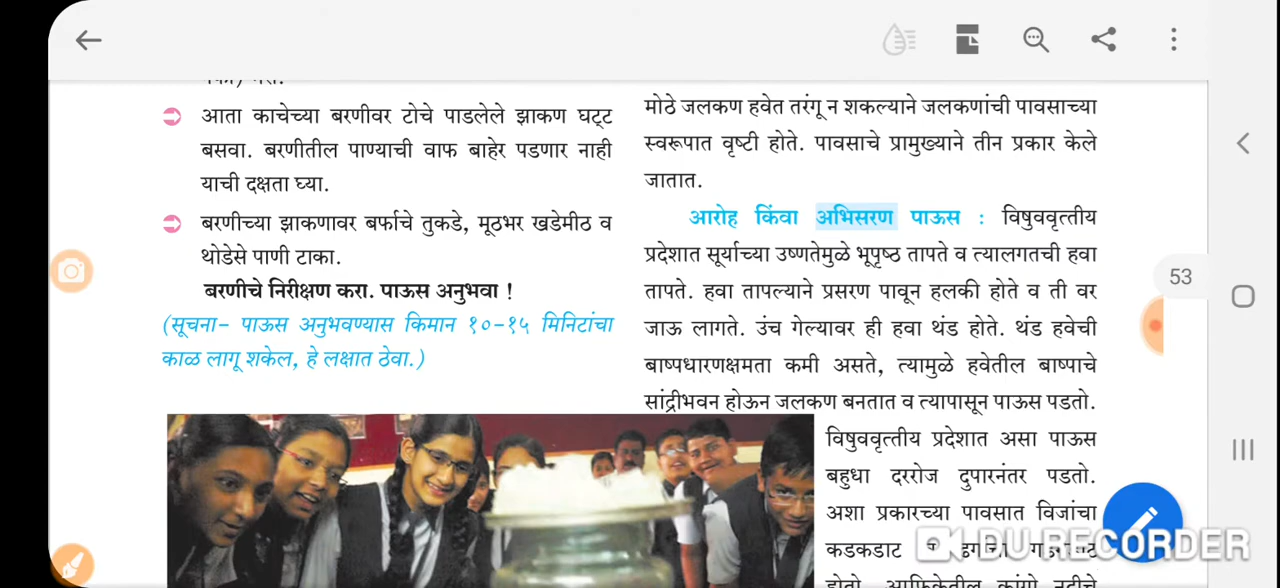 आता काचेच्या बरणीवर टोचे पाडलेले झाकण घट्ट
बसवा. बरणीतील पाण्याची वाफ बाहेर पडणार नाही
याची दक्षता घ्या.
बरणीच्या झाकणावर बर्फाचे तुकडे, मूठभर खडेमीठ व
थोडेसे पाणी टाका.
बरणीचे निरीक्षण करा. पाऊस अनुभवा !
(सूचना- पाऊस अनुभवण्यास किमान १०-१५ मिनिटांचा
काळ लागू शकेल, हे लक्षात ठेवा.)
मोठे जलकण हवेत तरंगू न शकल्याने जलकणांची पावसाच्या
स्वरूपात वृष्टी होते. पावसाचे प्रामुख्याने तीन प्रकार केले
जातात.
आरोह किंवा अभिसरण पाऊस : विषुववृत्तीय
प्रदेशात सूर्याच्या उष्णतेमुळे भूपृष्ठ तापते व त्यालगतची हवा
तापते. हवा तापल्याने प्रसरण पावून हलकी होते व ती वर
जाऊ लागते. उंच गेल्यावर ही हवा थंड होते. थंड हवेची
बाष्पधारणक्षमता कमी असते, त्यामुळे हवेतील बाष्पाचे
सांद्रीभवन होऊन जलकण बनतात व त्यापासून पाऊस पडतो.
विषुववृत्तीय प्रदेशात असा पाऊस
बहुधा दररोज दुपारनंतर पडतो.
अशा प्रकारच्या पावसात विजांचा
कडकडाट
53
DU RECORDER